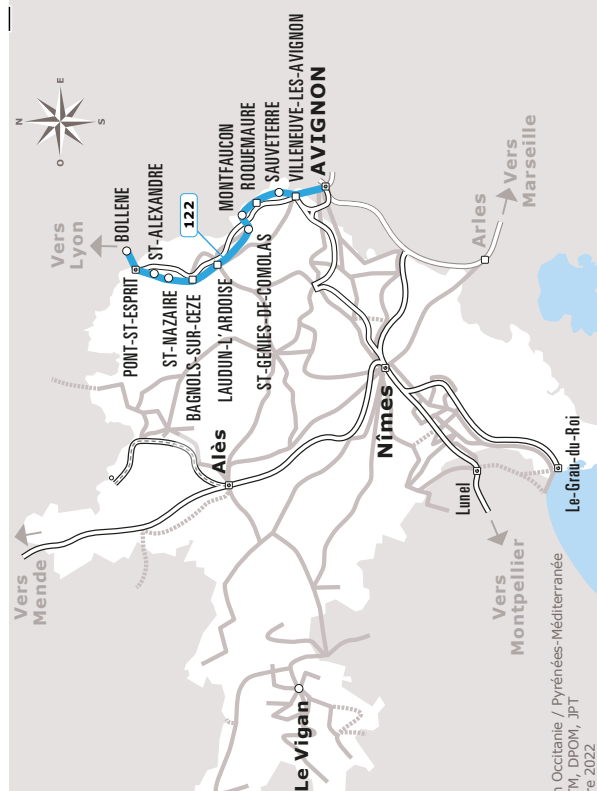 N
E
S
O
Vers
Lyon
BOLLENE
PONT-ST-ESPRIT
ST-ALEXANDRE
ST-NAZAIRE
BAGNOLS-SUR-CEZE
122
LAUDUN-L'ARDOISE
MONTFAUCON
ST-GENIES-DE-COMOLAS
ROQUEMAURE
SAUVETERRE
VILLENEUVE-LES-AVIGNON
AVIGNON
Arles
Vers
Marseille
Alès
Nîmes
Vers
Mende
Lunel
Le-Grau-du-Roi
Vers
Montpellier
Le Vigan
n Occitanie / Pyrénées-Méditerranée
TM, DPOM, JPT
re 2022